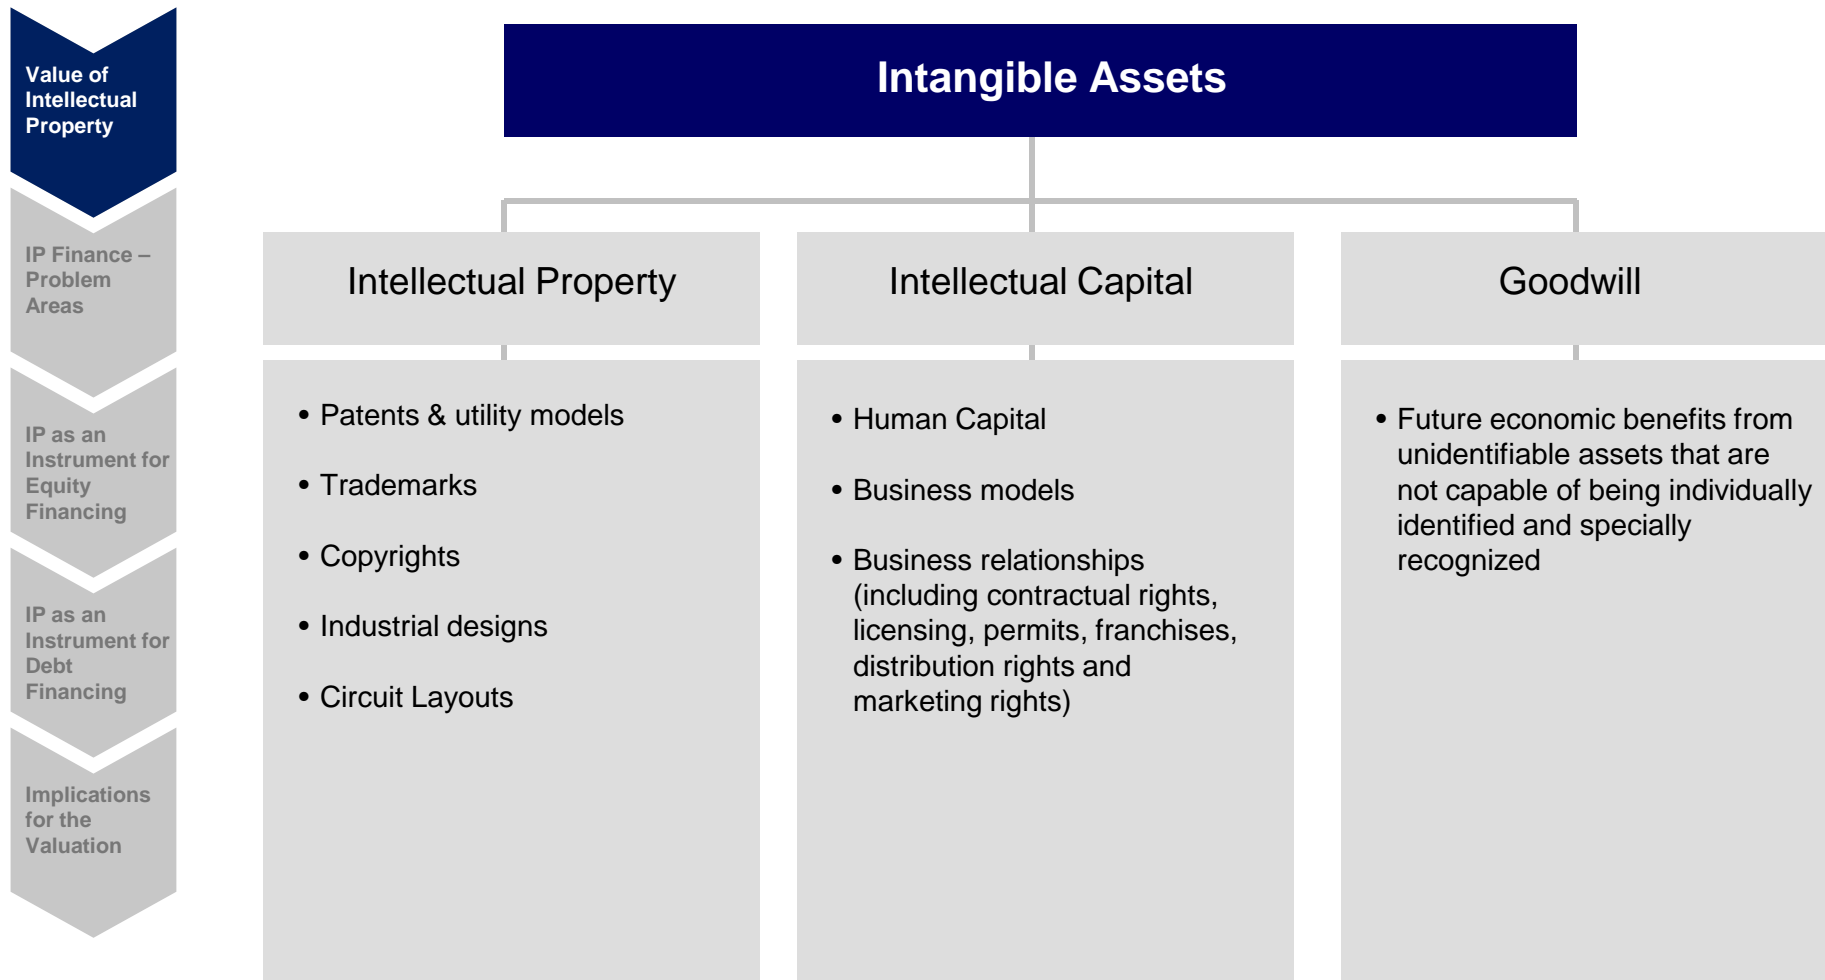 Value of
Intellectual
Property
IP Finance –
Problem
Areas
IP as an
Instrument for
Equity
Financing
IP as an
Instrument for
Debt
Financing
Implications
for the
Valuation
Intangible Assets
Intellectual Property
• Patents & utility models
• Trademarks
• Copyrights
• Industrial designs
• Circuit Layouts
Intellectual Capital
• Human Capital
• Business models
• Business relationships
(including contractual rights,
licensing, permits, franchises,
distribution rights and
marketing rights)
Goodwill
• Future economic benefits from
unidentifiable assets that are
not capable of being individually
identified and specially
recognized